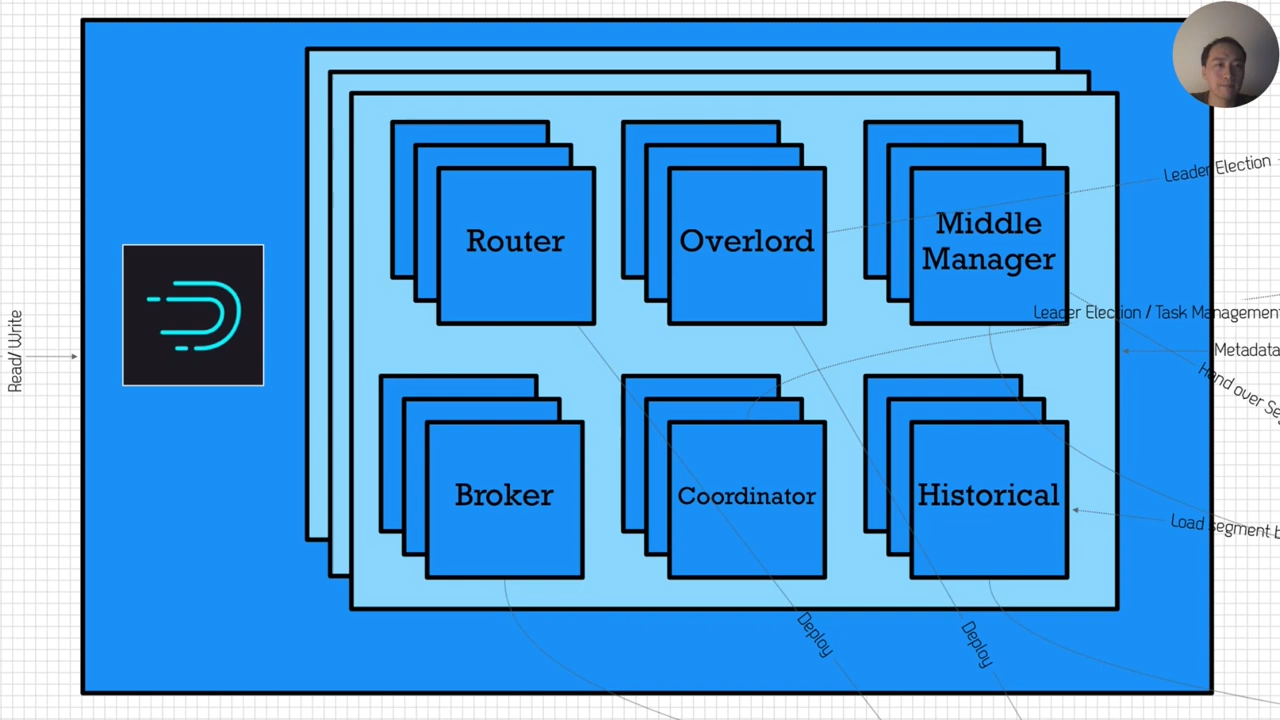 Read/ Write
Router
Overlord
Middle
Manager
Leader Election
Leader Election / Task Management
Metadata
Hand over
Broker
Coordinator
Historical
Load segment
Deploy
Deploy